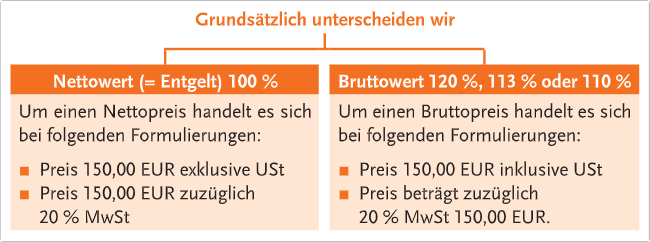 Grundsätzlich unterscheiden wir
Nettowert (= Entgelt) 100 %
Um einen Nettopreis handelt es sich
bei folgenden Formulierungen:
■ Preis 150,00 EUR exklusive USt
■ Preis 150,00 EUR zuzüglich
20 % MwSt
Bruttowert 120 %, 113 % oder 110 %
Um einen Bruttopreis handelt es sich
bei folgenden Formulierungen:
■ Preis 150,00 EUR inklusive USt
■ Preis beträgt zuzüglich
20 % MwSt 150,00 EUR.